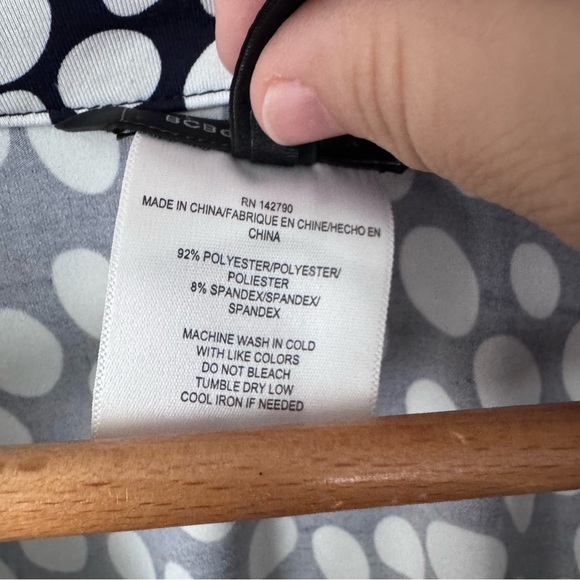 BCBG
RN 142790
MADE IN CHINA/FABRIQUE EN CHINE/HECHO EN
CHINA
92% POLYESTER/POLYESTER/
POLIESTER
8% SPANDEX/SPANDEX/
SPANDEX
MACHINE WASH IN COLD
WITH LIKE COLORS
DO NOT BLEACH
TUMBLE DRY LOW
COOL IRON IF NEEDED